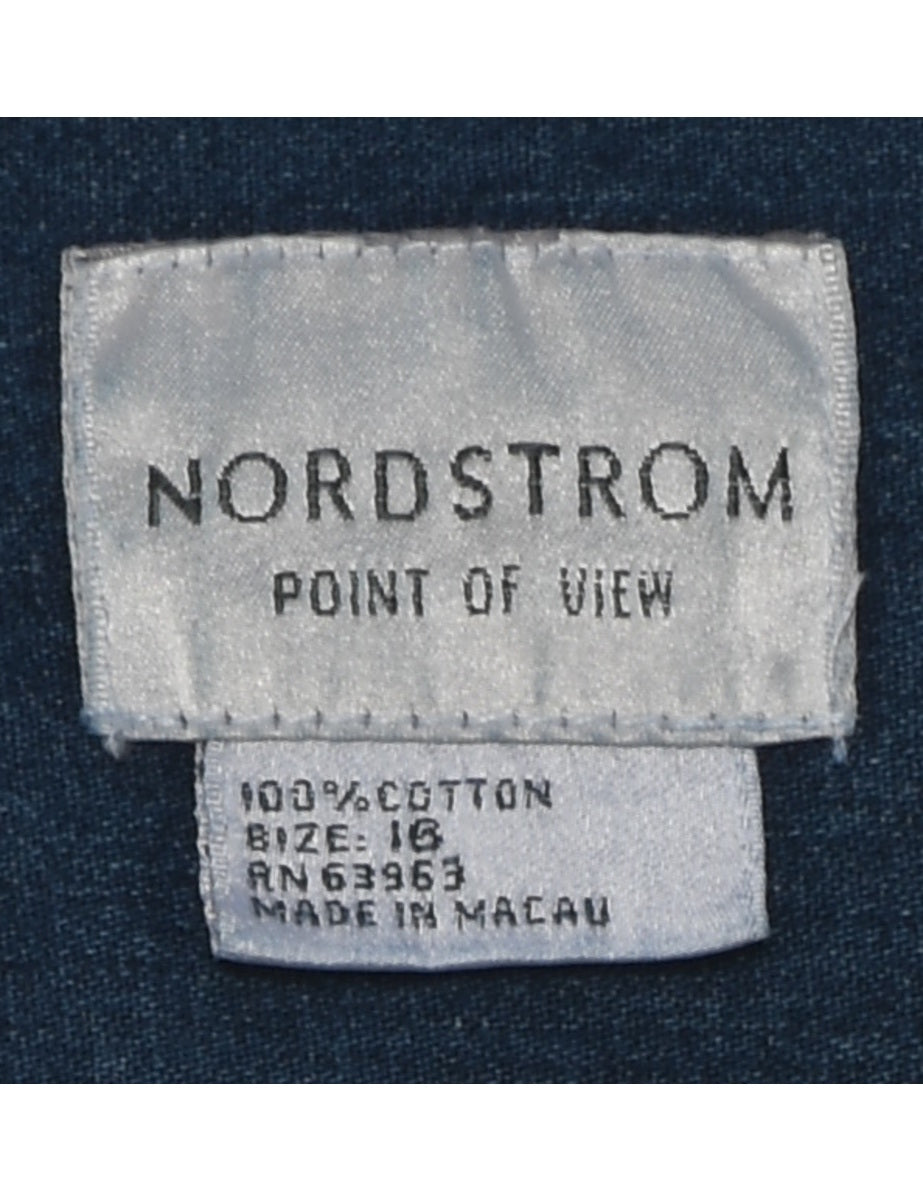 NORDSTROM
POINT OF VIEW
100% COTTON
SIZE: 16
RN 63963
MADE IN MACAU